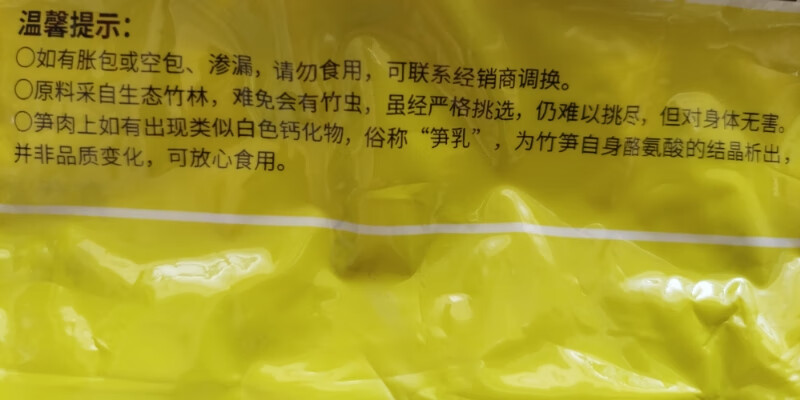 温馨提示：
〇如有胀包或空包、渗漏，请勿食用，可联系经销商调换。
〇原料采自生态竹林，难免会有竹虫，虽经严格挑选，仍难以挑尽，但对身体无害。
〇笋肉上如有出现类似白色钙化物，俗称“笋乳”，为竹笋自身酪氨酸的结晶析出，
并非品质变化，可放心食用。